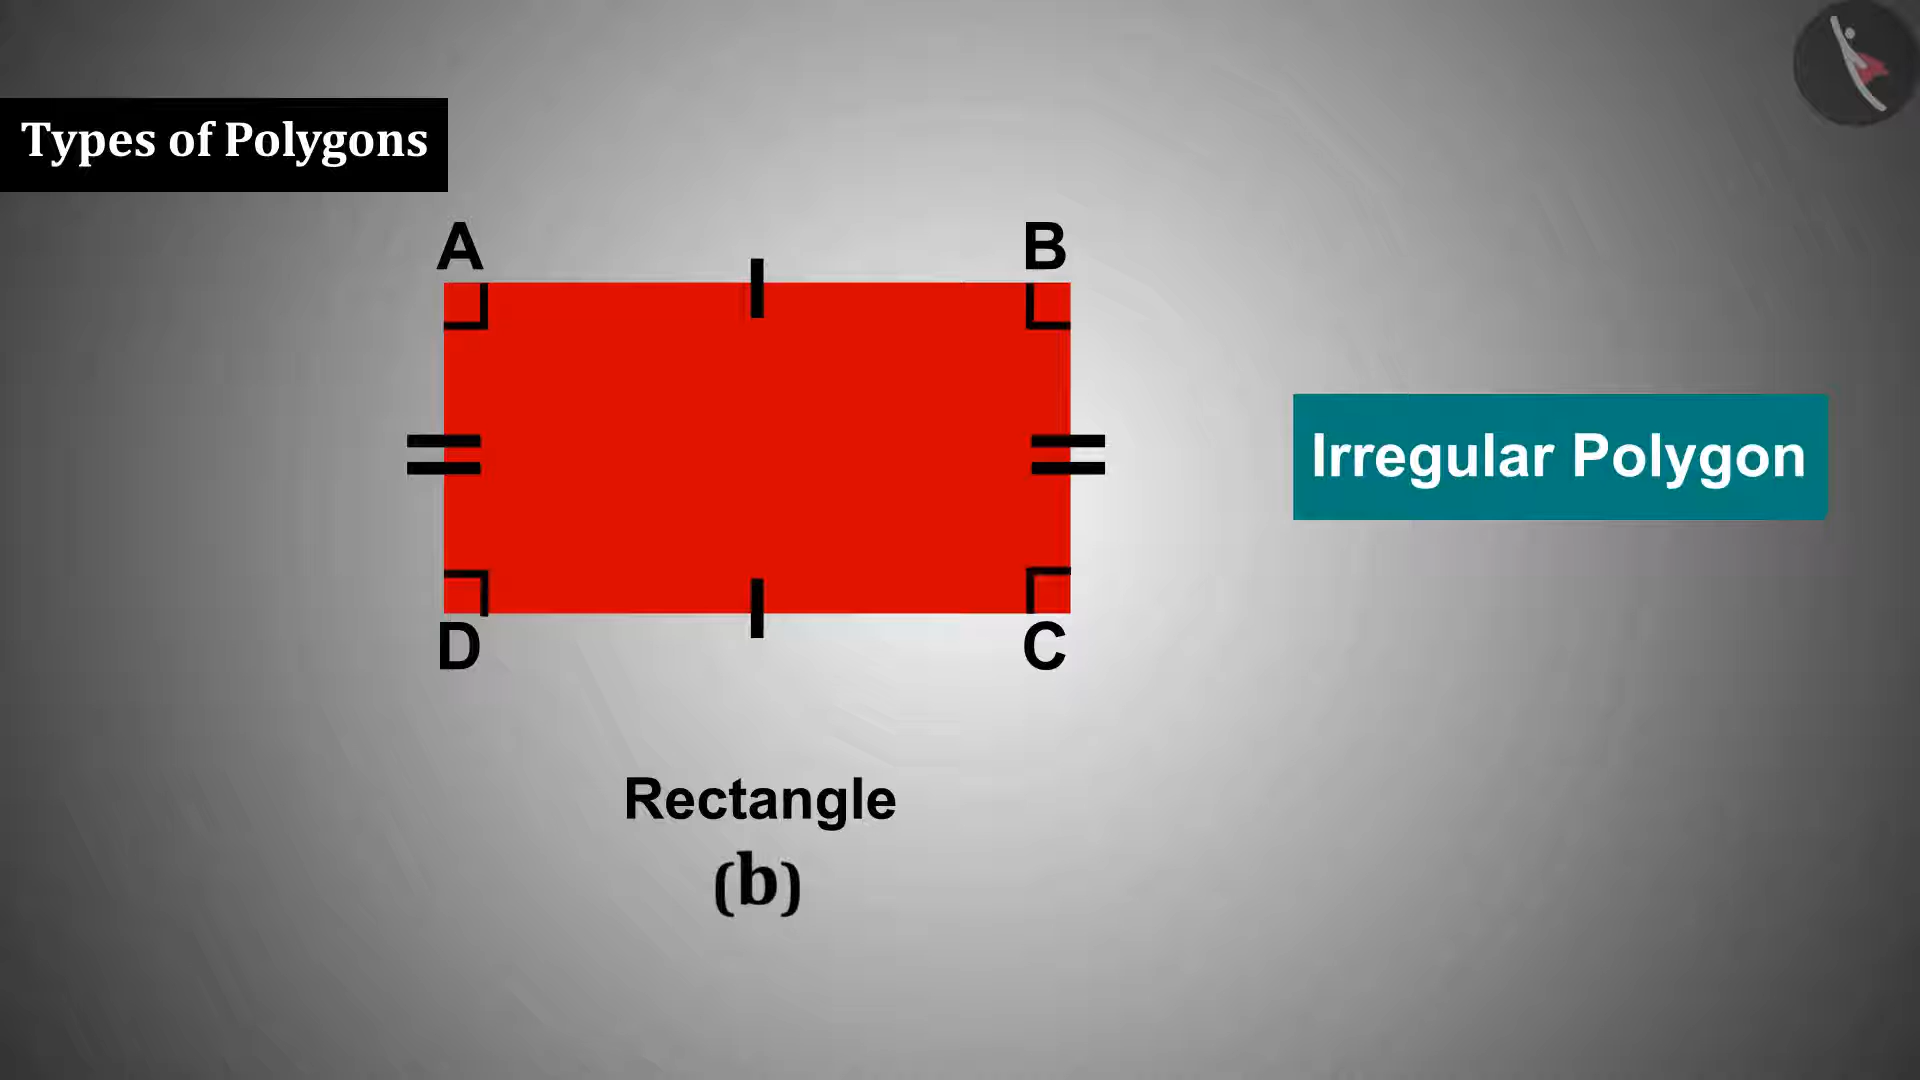 Types of Polygons
A
B
Irregular Polygon
D
C
Rectangle
(b)